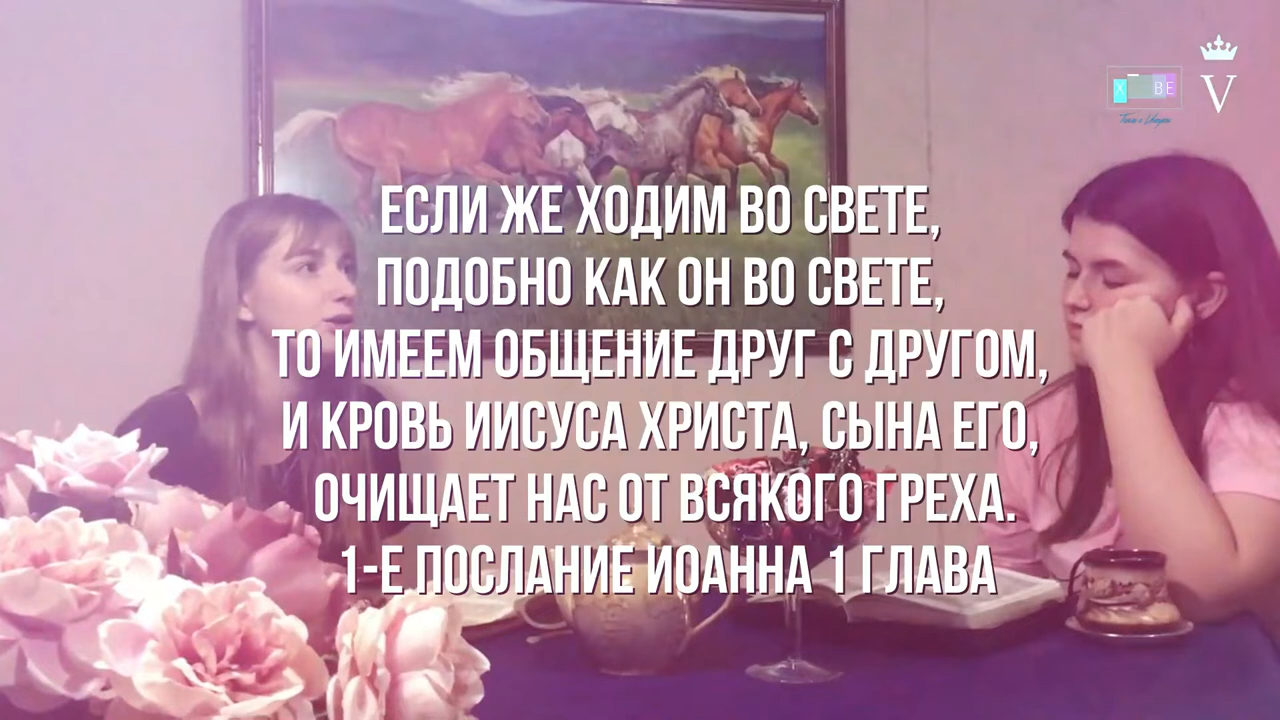 Х ВЕ
V
ЕСЛИ ЖЕ ХОДИМ ВО СВЕТЕ,
ПОДОБНО КАК ОН ВО СВЕТЕ,
ТО ИМЕЕМ ОБЩЕНИЕ ДРУГ С ДРУГОМ,
И КРОВЬ ИИСУСА ХРИСТА, СЫНА ЕГО,
ОЧИЩАЕТ НАС ОТ ВСЯКОГО ГРЕХА.
1-Е ПОСЛАНИЕ ИОАННА 1 ГЛАВА